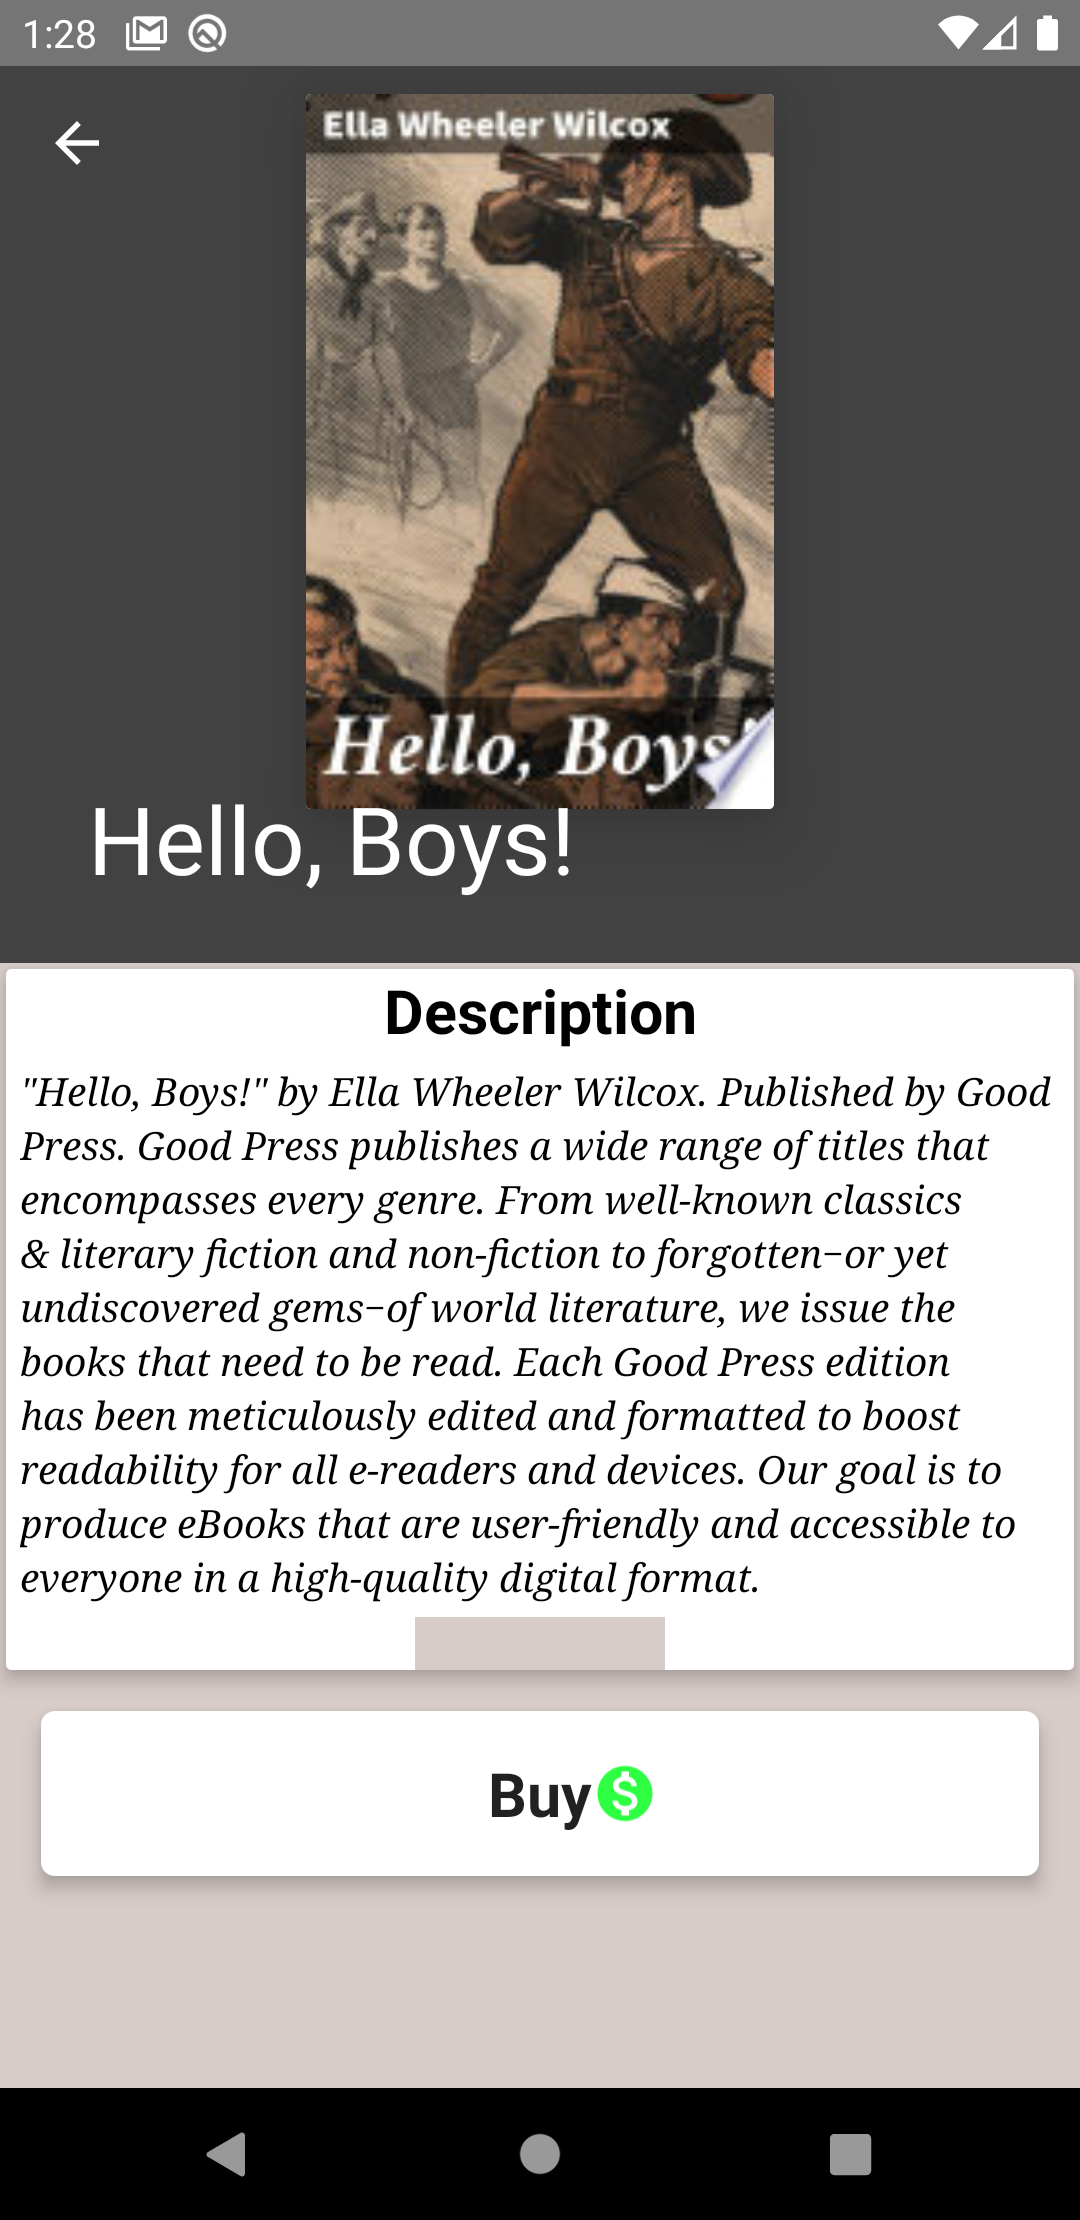 1:28
Ella Wheeler Wilcox
Hello, Boys!
Hello, Boys!
Description
"Hello, Boys!" by Ella Wheeler Wilcox. Published by Good
Press. Good Press publishes a wide range of titles that
encompasses every genre. From well-known classics
& literary fiction and non-fiction to forgotten−or yet
undiscovered gems−of world literature, we issue the
books that need to be read. Each Good Press edition
has been meticulously edited and formatted to boost
readability for all e-readers and devices. Our goal is to
produce eBooks that are user-friendly and accessible to
everyone in a high-quality digital format.
Buy $